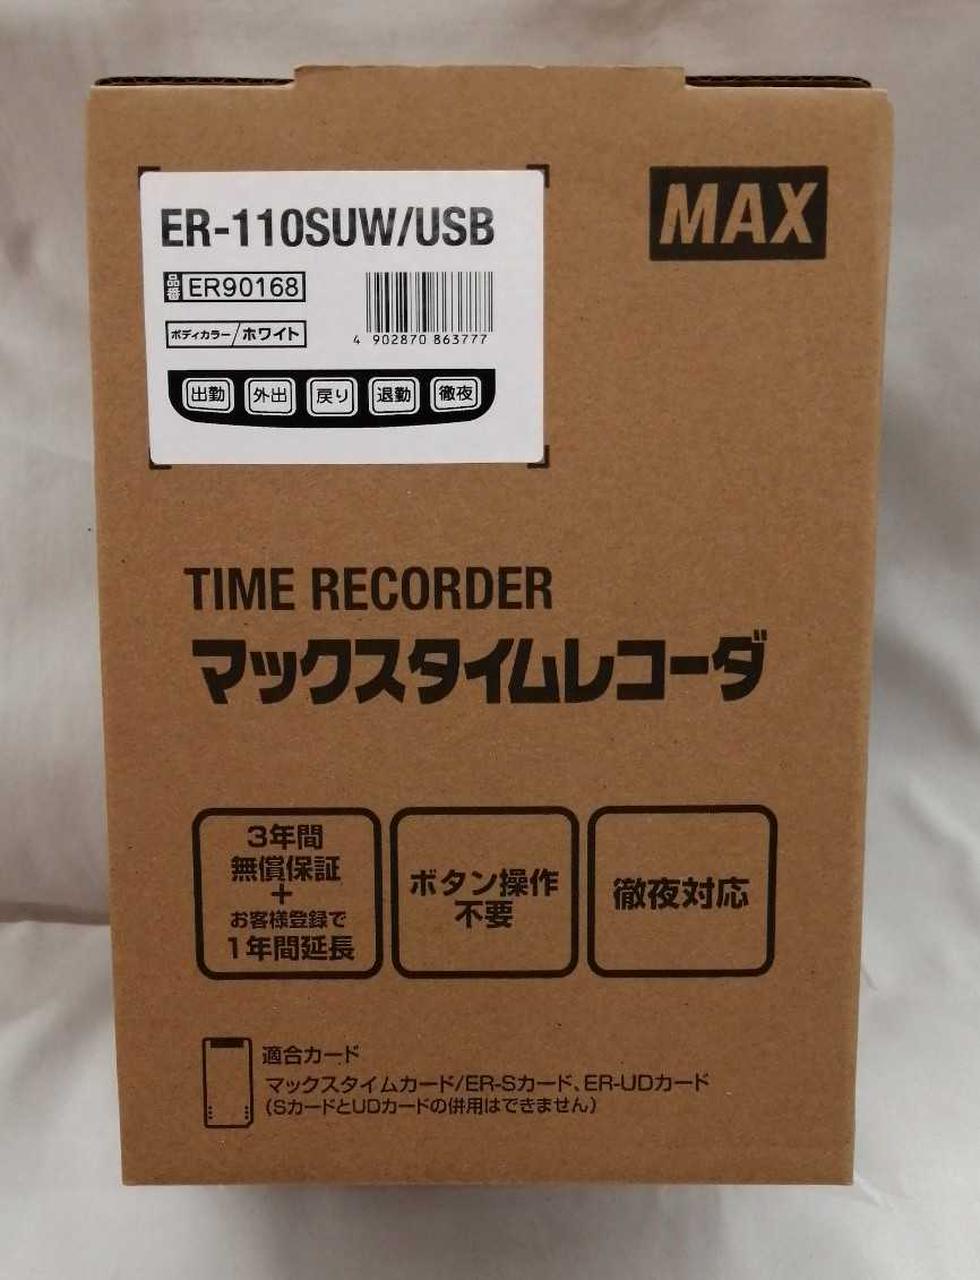 ER-110SUW/USB
MAX
品番 ER90168
ボディカラー/ホワイト
4 902870 863777
出勤 外出 戻り 退勤 徹夜
TIME RECORDER
マックスタイムレコーダ
3年間
無償保証
+
お客様登録で
1年間延長
ボタン操作
不要
徹夜対応
適合カード
マックスタイムカード/ER-Sカード、ER-UDカード
(SカードとUDカードの併用はできません)